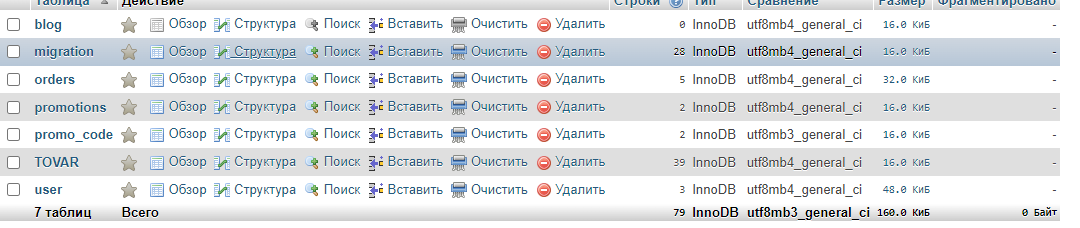 Таблица Действие Строки Тип Сравнение Размер Фрагментировано
blog Обзор Структура Поиск Вставить Очистить Удалить 0 InnoDB utf8mb4_general_ci 16.0 КиБ -
migration Обзор Структура Поиск Вставить Очистить Удалить 28 InnoDB utf8mb4_general_ci 16.0 КиБ -
orders Обзор Структура Поиск Вставить Очистить Удалить 5 InnoDB utf8mb4_general_ci 32.0 КиБ -
promotions Обзор Структура Поиск Вставить Очистить Удалить 2 InnoDB utf8mb4_general_ci 16.0 КиБ -
promo_code Обзор Структура Поиск Вставить Очистить Удалить 2 InnoDB utf8mb3_general_ci 16.0 КиБ -
TOVAR Обзор Структура Поиск Вставить Очистить Удалить 39 InnoDB utf8mb4_general_ci 16.0 КиБ -
user Обзор Структура Поиск Вставить Очистить Удалить 3 InnoDB utf8mb4_general_ci 48.0 КиБ -
7 таблиц Всего 79 InnoDB utf8mb3_general_ci 160.0 КиБ 0 Байт